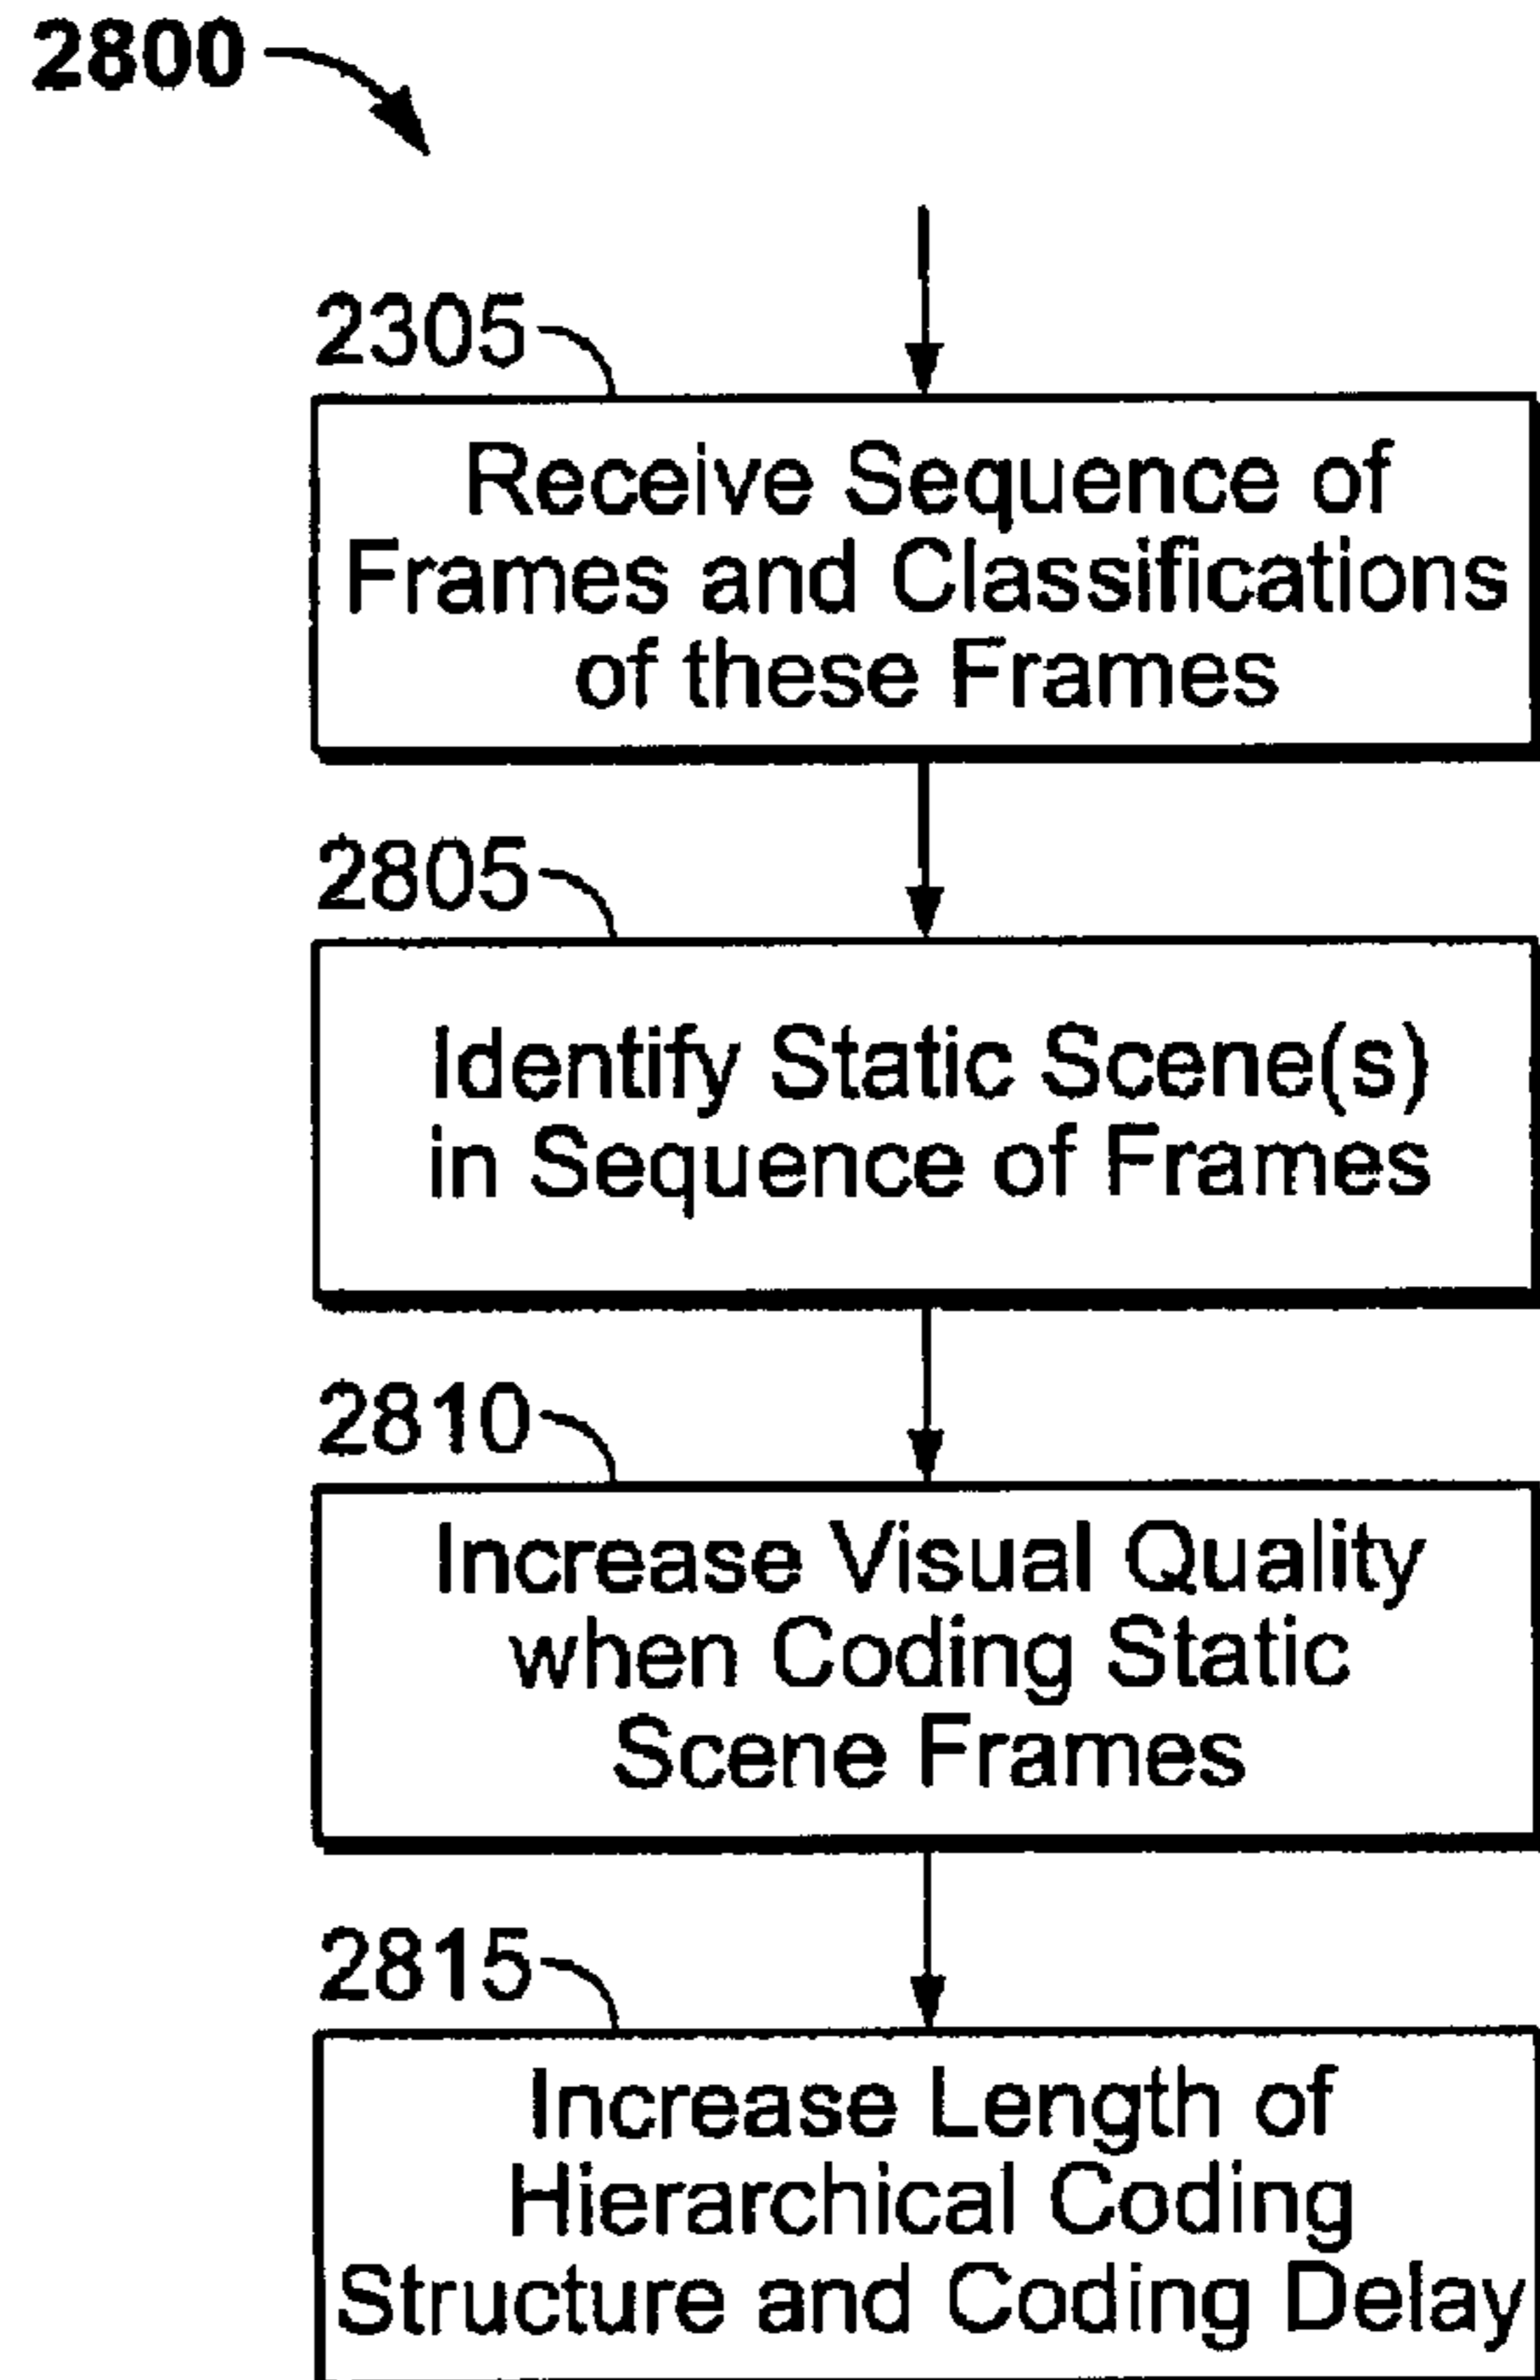 2800
2305
Receive Sequence of
Frames and Classifications
of these Frames
2805
Identify Static Scene(s)
in Sequence of Frames
2810
Increase Visual Quality
when Coding Static
Scene Frames
2815
Increase Length of
Hierarchical Coding
Structure and Coding Delay